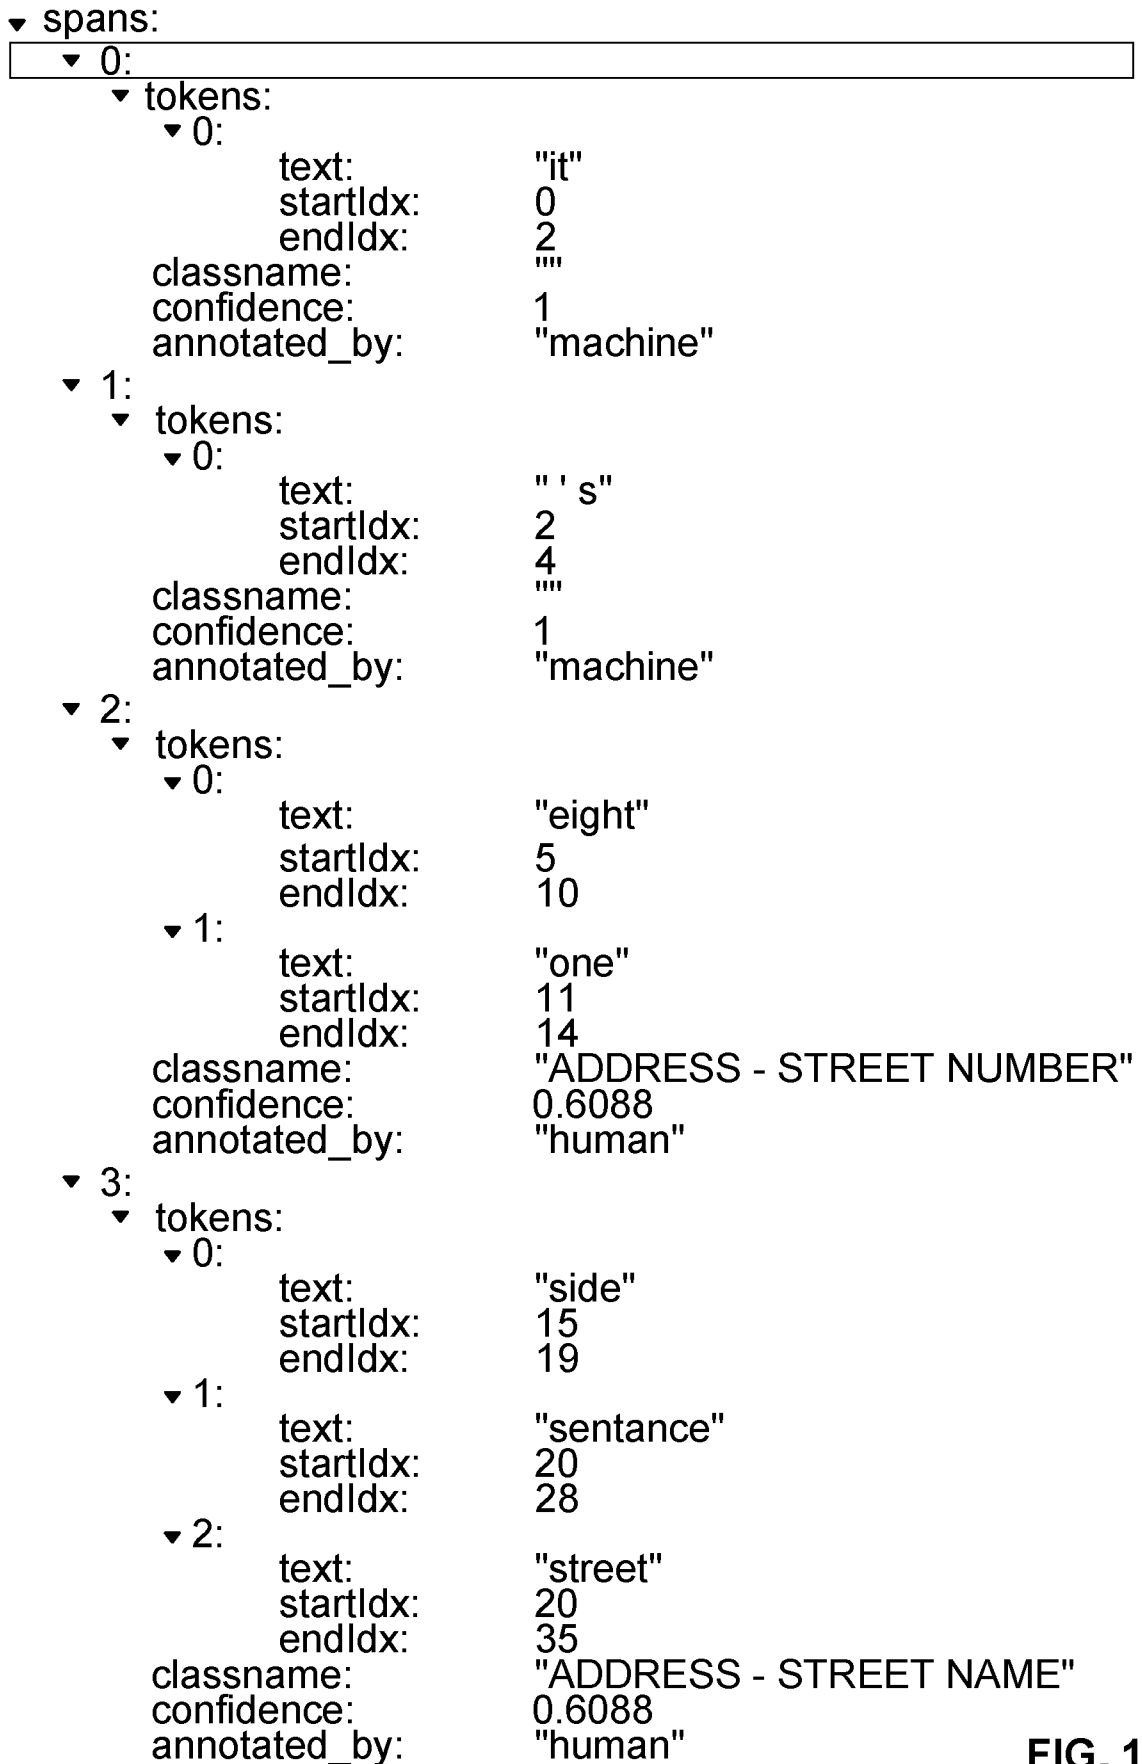 spans:
0:
tokens:
0:
text: "it"
startIdx: 0
endIdx: 2
classname: ""
confidence: 1
annotated_by: "machine"
1:
tokens:
0:
text: " ' s"
startIdx: 2
endIdx: 4
classname: ""
confidence: 1
annotated_by: "machine"
2:
tokens:
0:
text: "eight"
startIdx: 5
endIdx: 10
1:
text: "one"
startIdx: 11
endIdx: 14
classname: "ADDRESS - STREET NUMBER"
confidence: 0.6088
annotated_by: "human"
3:
tokens:
0:
text: "side"
startIdx: 15
endIdx: 19
1:
text: "sentance"
startIdx: 20
endIdx: 28
2:
text: "street"
startIdx: 20
endIdx: 35
classname: "ADDRESS - STREET NAME"
confidence: 0.6088
annotated_by: "human"
FIG. 1